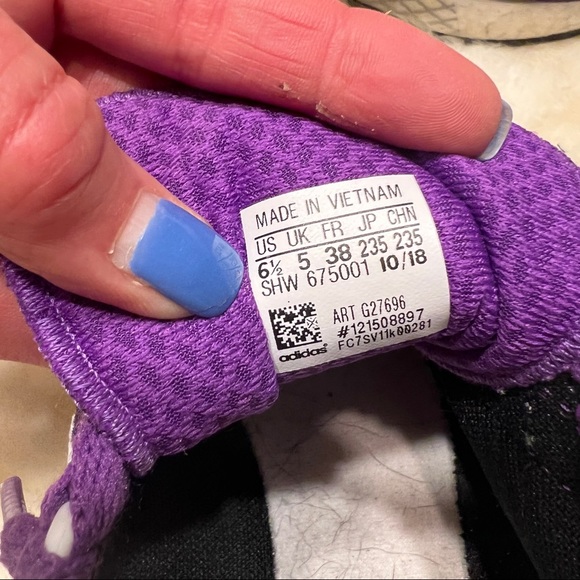 MADE IN VIETNAM
US UK FR JP CHN
6½ 5 38 235 235
SHW 675001 10/18
ART G27696
#121508897
FC7SV11k00281
adidas